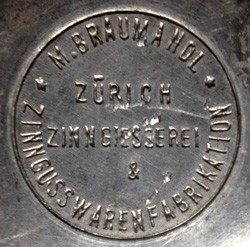 M. BRAUMANDL
ZÜRICH
ZINNGIESSEREI
&
ZINNGUSSWARENFABRIKATION